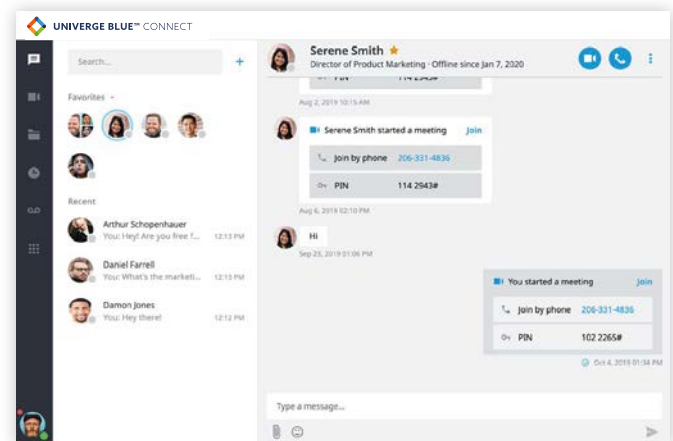 UNIVERGE BLUE™ CONNECT
Search...
+
Favorites
Recent
Arthur Schopenhauer
You: Hey! Are you free f...
12:13 PM
Daniel Farrell
You: What's the marketi...
12:13 PM
Damon Jones
You: Hey there!
12:12 PM
Serene Smith
Director of Product Marketing · Offline since Jan 7, 2020
PIN 114 2943#
Aug 2, 2019 10:15 AM
Serene Smith started a meeting Join
Join by phone 206-331-4836
PIN 114 2943#
Aug 6, 2019 02:10 PM
Hi
Sep 23, 2019 01:06 PM
You started a meeting Join
Join by phone 206-331-4836
PIN 102 2265#
Oct 4, 2019 01:34 PM
Type a message...